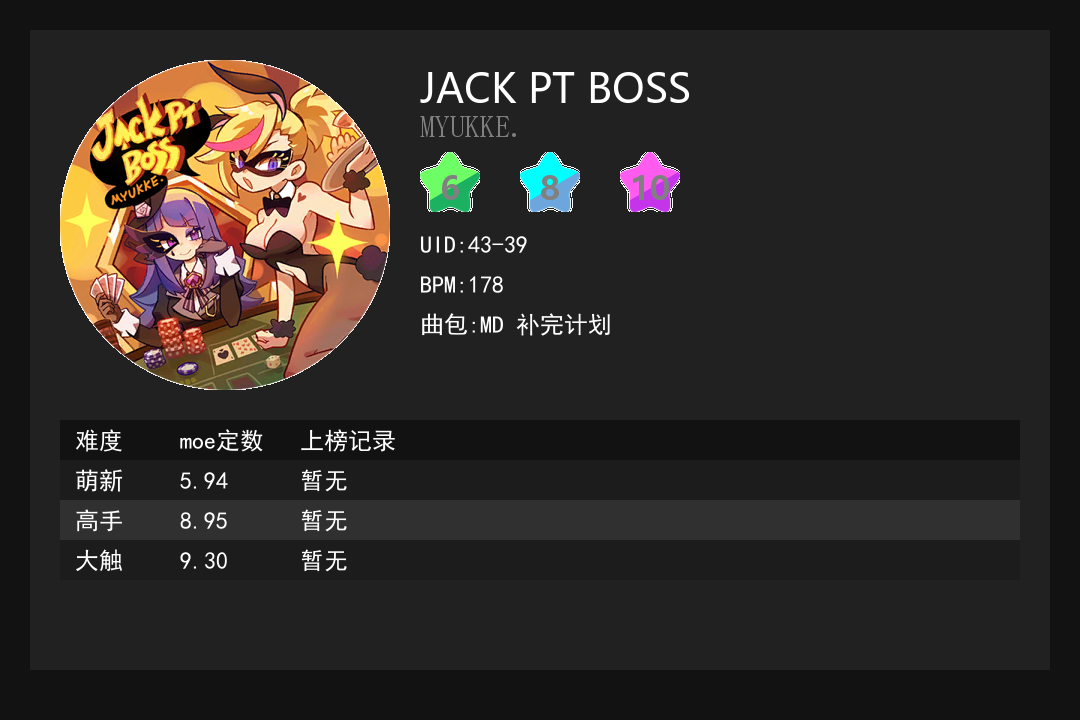 JACK PT BOSS
MYUKKE.
JACK PT
BOSS
MYUKKE.
6 8 10
UID:43-39
BPM:178
曲包:MD 补完计划
难度 moe定数 上榜记录
萌新 5.94 暂无
高手 8.95 暂无
大触 9.30 暂无